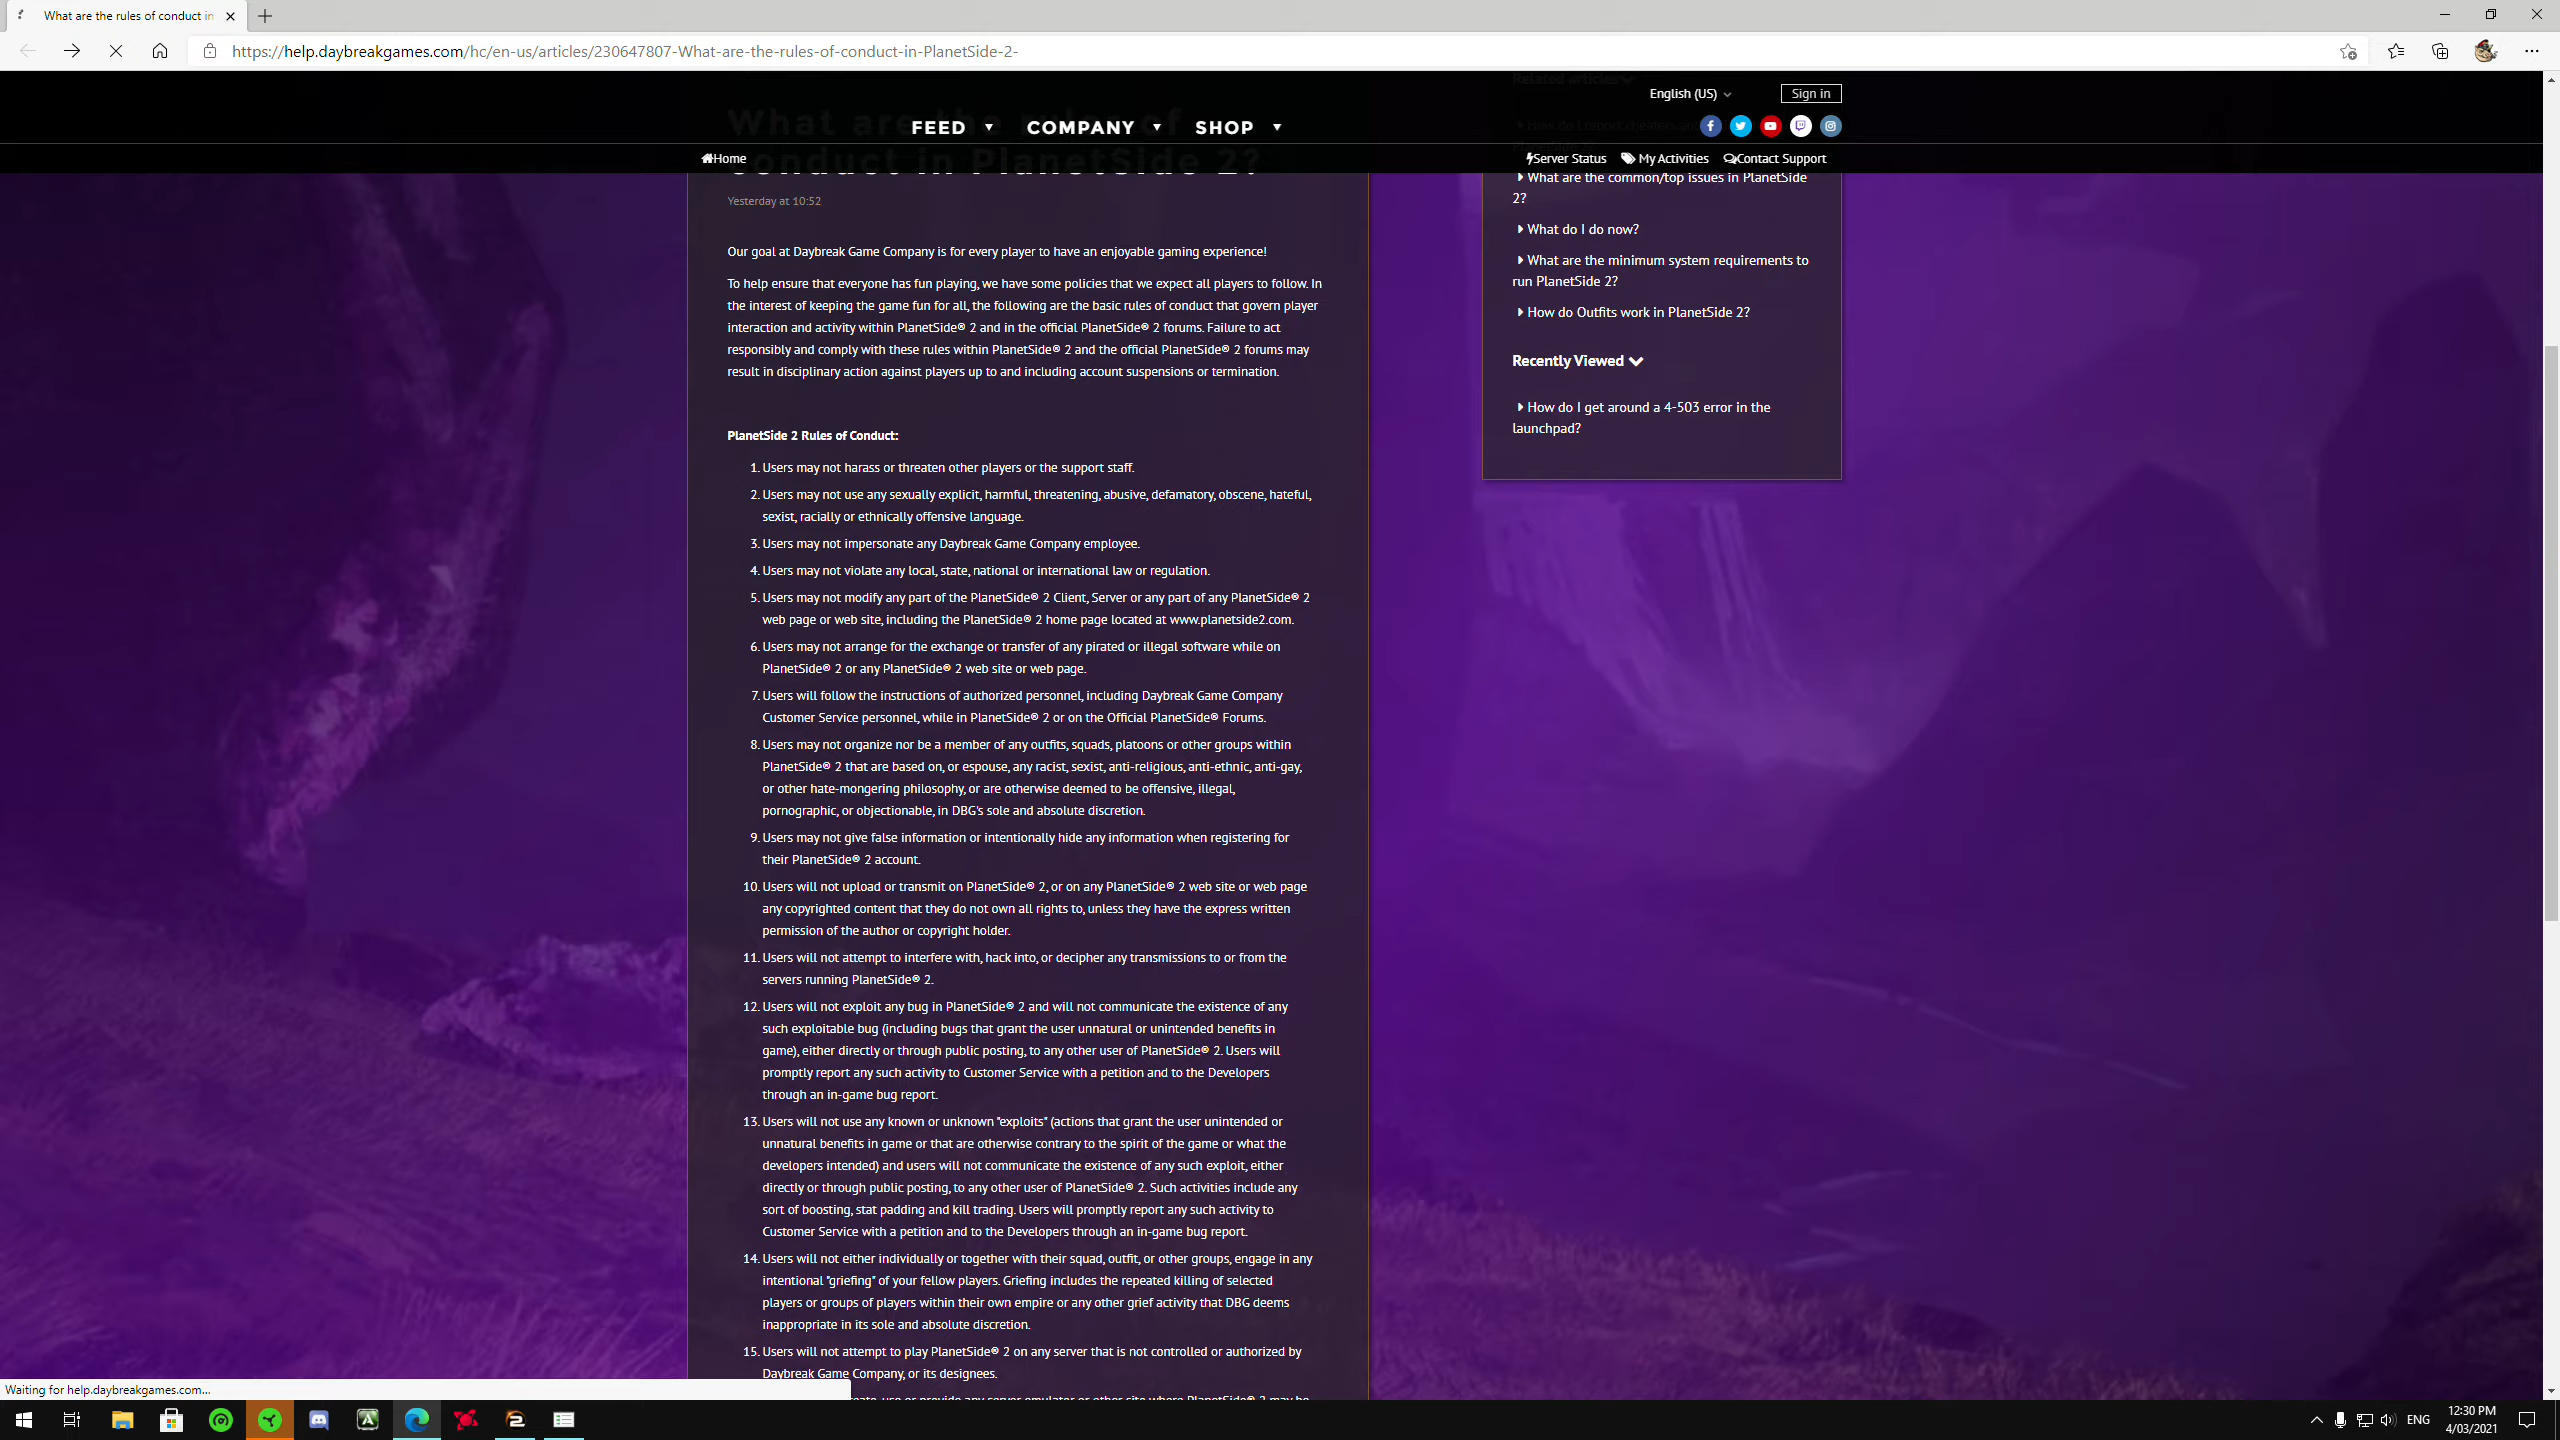 What are the rules of conduct in
https://help.daybreakgames.com/hc/en-us/articles/230647807-What-are-the-rules-of-conduct-in-PlanetSide-2-
Related articles
English (US)
Sign in
What are the rules of
FEED
COMPANY
SHOP
conduct in PlanetSide 2?
Home
Server Status
My Activities
Contact Support
Yesterday at 10:52
Our goal at Daybreak Game Company is for every player to have an enjoyable gaming experience!
To help ensure that everyone has fun playing, we have some policies that we expect all players to follow. In
the interest of keeping the game fun for all, the following are the basic rules of conduct that govern player
interaction and activity within PlanetSide® 2 and in the official PlanetSide® 2 forums. Failure to act
responsibly and comply with these rules within PlanetSide® 2 and the official PlanetSide® 2 forums may
result in disciplinary action against players up to and including account suspensions or termination.
PlanetSide 2 Rules of Conduct:
1. Users may not harass or threaten other players or the support staff.
2. Users may not use any sexually explicit, harmful, threatening, abusive, defamatory, obscene, hateful,
sexist, racially or ethnically offensive language.
3. Users may not impersonate any Daybreak Game Company employee.
4. Users may not violate any local, state, national or international law or regulation.
5. Users may not modify any part of the PlanetSide® 2 Client, Server or any part of any PlanetSide® 2
web page or web site, including the PlanetSide® 2 home page located at www.planetside2.com.
6. Users may not arrange for the exchange or transfer of any pirated or illegal software while on
PlanetSide® 2 or any PlanetSide® 2 web site or web page.
7. Users will follow the instructions of authorized personnel, including Daybreak Game Company
Customer Service personnel, while in PlanetSide® 2 or on the Official PlanetSide® Forums.
8. Users may not organize nor be a member of any outfits, squads, platoons or other groups within
PlanetSide® 2 that are based on, or espouse, any racist, sexist, anti-religious, anti-ethnic, anti-gay,
or other hate-mongering philosophy, or are otherwise deemed to be offensive, illegal,
pornographic, or objectionable, in DBG's sole and absolute discretion.
9. Users may not give false information or intentionally hide any information when registering for
their PlanetSide® 2 account.
10. Users will not upload or transmit on PlanetSide® 2, or on any PlanetSide® 2 web site or web page
any copyrighted content that they do not own all rights to, unless they have the express written
permission of the author or copyright holder.
11. Users will not attempt to interfere with, hack into, or decipher any transmissions to or from the
servers running PlanetSide® 2.
12. Users will not exploit any bug in PlanetSide® 2 and will not communicate the existence of any
such exploitable bug (including bugs that grant the user unnatural or unintended benefits in
game), either directly or through public posting, to any other user of PlanetSide® 2. Users will
promptly report any such activity to Customer Service with a petition and to the Developers
through an in-game bug report.
13. Users will not use any known or unknown "exploits" (actions that grant the user unintended or
unnatural benefits in game or that are otherwise contrary to the spirit of the game or what the
developers intended) and users will not communicate the existence of any such exploit, either
directly or through public posting, to any other user of PlanetSide® 2. Such activities include any
sort of boosting, stat padding and kill trading. Users will promptly report any such activity to
Customer Service with a petition and to the Developers through an in-game bug report.
14. Users will not either individually or together with their squad, outfit, or other groups, engage in any
intentional "griefing" of your fellow players. Griefing includes the repeated killing of selected
players or groups of players within their own empire or any other grief activity that DBG deems
inappropriate in its sole and absolute discretion.
15. Users will not attempt to play PlanetSide® 2 on any server that is not controlled or authorized by
Daybreak Game Company, or its designees.
What are the common/top issues in PlanetSide
2?
What do I do now?
What are the minimum system requirements to
run PlanetSide 2?
How do Outfits work in PlanetSide 2?
Recently Viewed
How do I get around a 4-503 error in the
launchpad?
Waiting for help.daybreakgames.com...
ENG
12:30 PM
4/03/2021